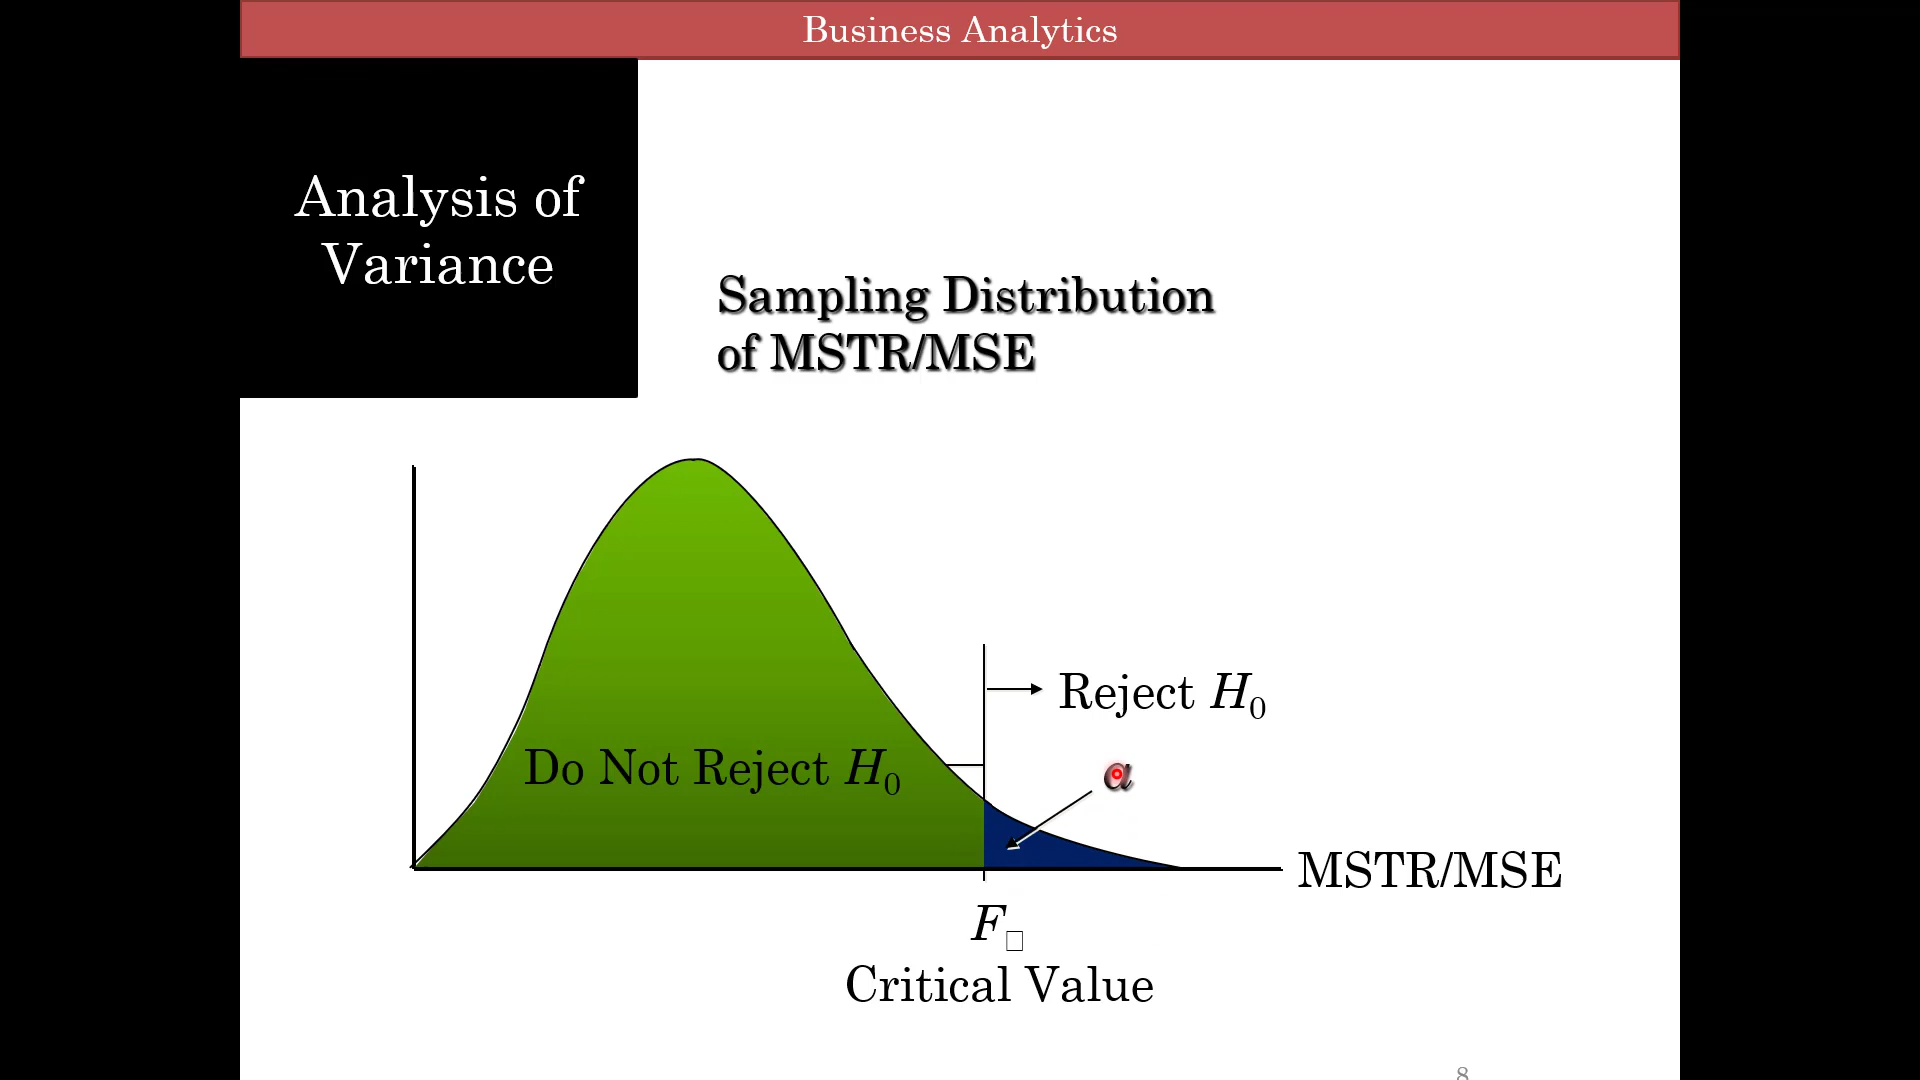 Business Analytics
Analysis of
Variance
Sampling Distribution
of MSTR/MSE
Reject H₀
Do Not Reject H₀
α
MSTR/MSE
F□
Critical Value
8